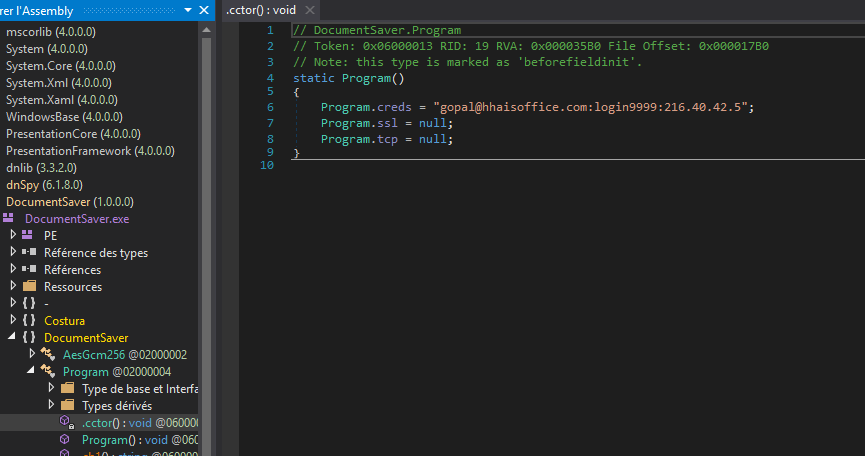 rer l'Assembly
mscorlib (4.0.0.0)
System (4.0.0.0)
System.Core (4.0.0.0)
System.Xml (4.0.0.0)
System.Xaml (4.0.0.0)
WindowsBase (4.0.0.0)
PresentationCore (4.0.0.0)
PresentationFramework (4.0.0.0)
dnlib (3.3.2.0)
dnSpy (6.1.8.0)
DocumentSaver (1.0.0.0)
DocumentSaver.exe
PE
Référence des types
Références
Ressources
{ } -
{ } Costura
{ } DocumentSaver
AesGcm256 @02000002
Program @02000004
Type de base et Interfa
Types dérivés
.cctor() : void @06000
Program() : void @060
.cctor() : void
1 // DocumentSaver.Program
2 // Token: 0x06000013 RID: 19 RVA: 0x000035B0 File Offset: 0x000017B0
3 // Note: this type is marked as 'beforefieldinit'.
4 static Program()
5 {
6 Program.creds = "gopal@hhaisoffice.com:login9999:216.40.42.5";
7 Program.ssl = null;
8 Program.tcp = null;
9 }
10